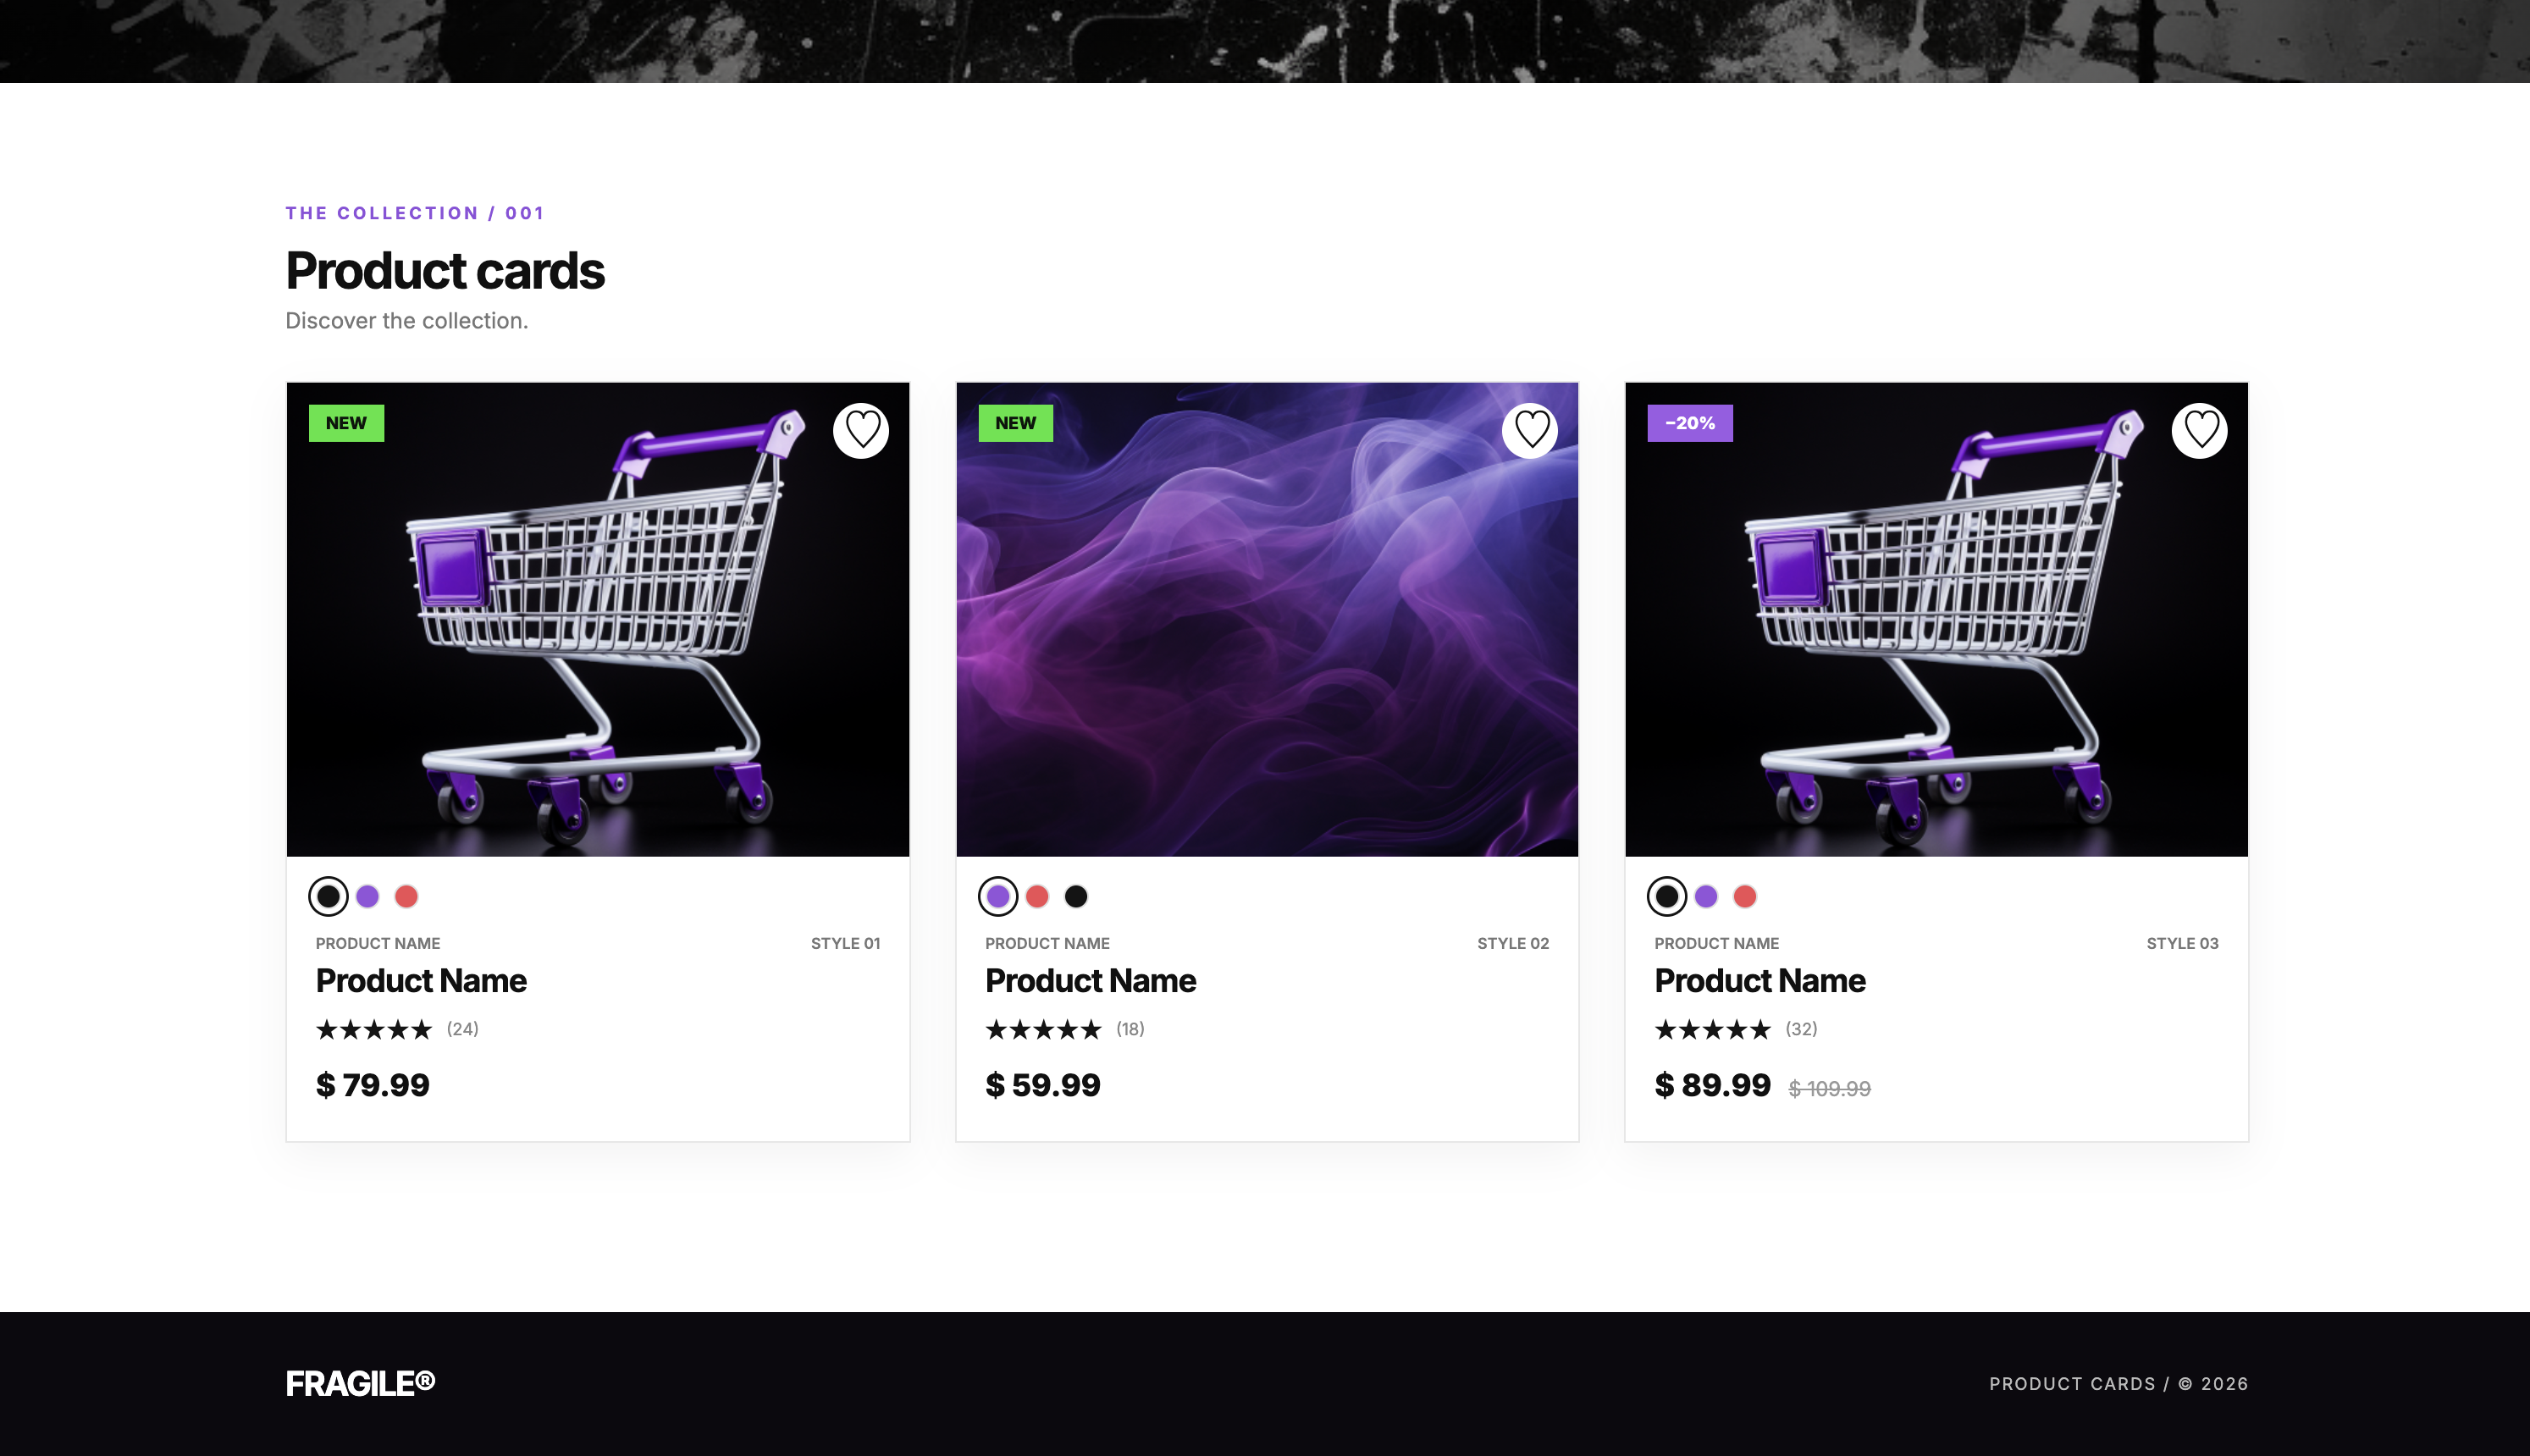 THE COLLECTION / 001
Product cards
Discover the collection.
NEW
PRODUCT NAME STYLE 01
Product Name
★★★★★ (24)
$ 79.99
NEW
PRODUCT NAME STYLE 02
Product Name
★★★★★ (18)
$ 59.99
−20%
PRODUCT NAME STYLE 03
Product Name
★★★★★ (32)
$ 89.99 $ 109.99
FRAGILE®
PRODUCT CARDS / © 2026